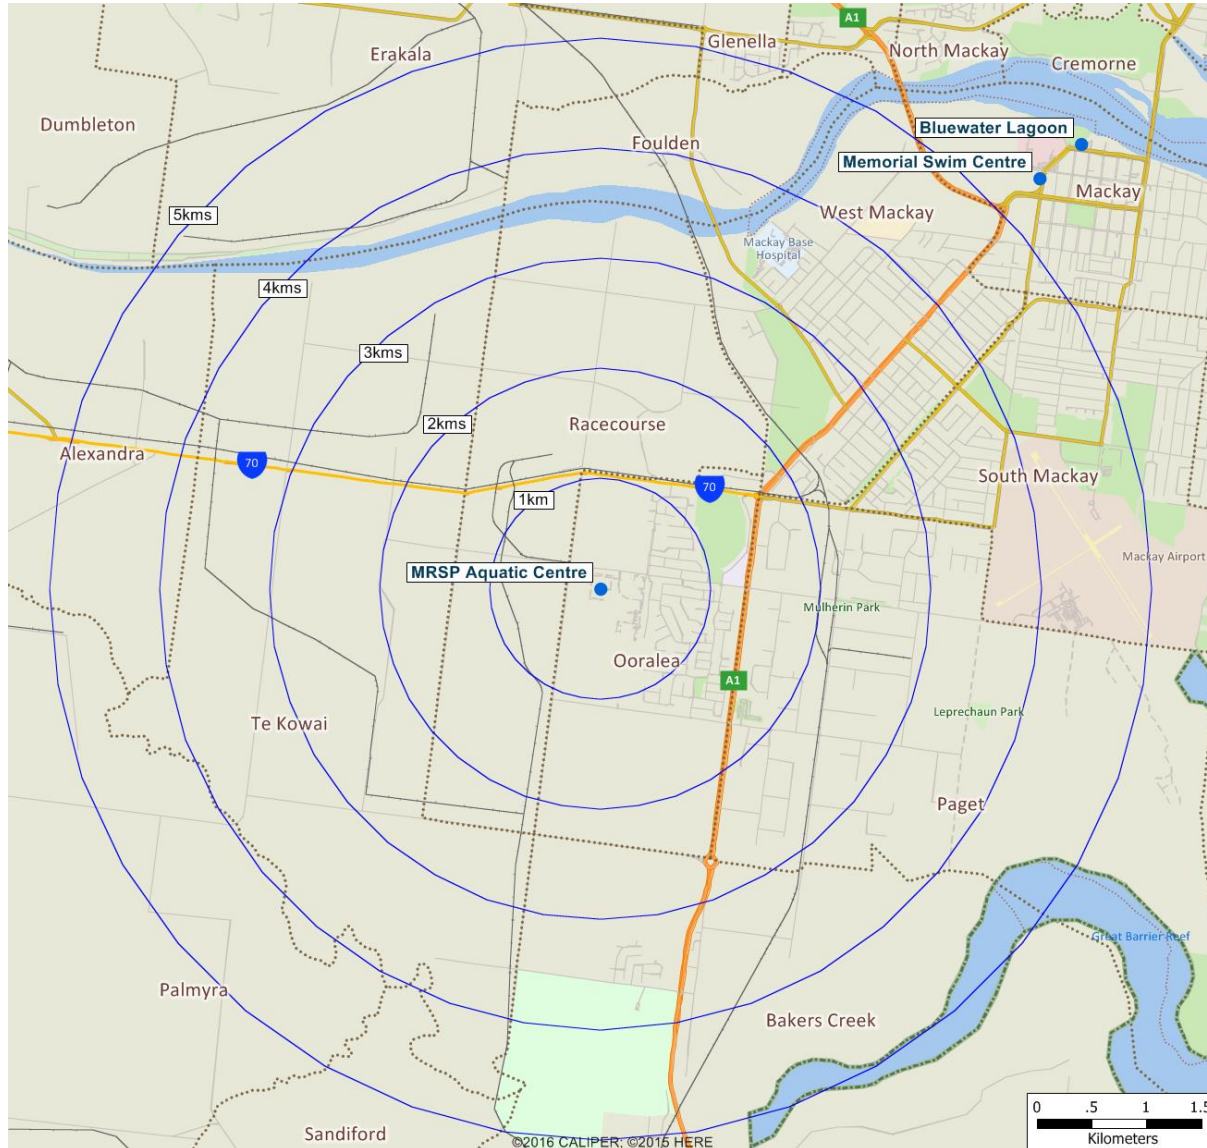 A1
Glenella
North Mackay
Erakala
Cremorne
Dumbleton
Bluewater Lagoon
Foulden
Memorial Swim Centre
Mackay
5kms
West Mackay
Mackay Base
Hospital
4kms
3kms
2kms
Racecourse
Alexandra
70
South Mackay
70
1km
Mackay Airport
MRSP Aquatic Centre
Mulherin Park
Ooralea
A1
Leprechaun Park
Te Kowai
Paget
Great Barrier Reef
Palmyra
Bakers Creek
0 .5 1 1.5
Kilometers
Sandiford
©2016 CALIPER; ©2015 HERE